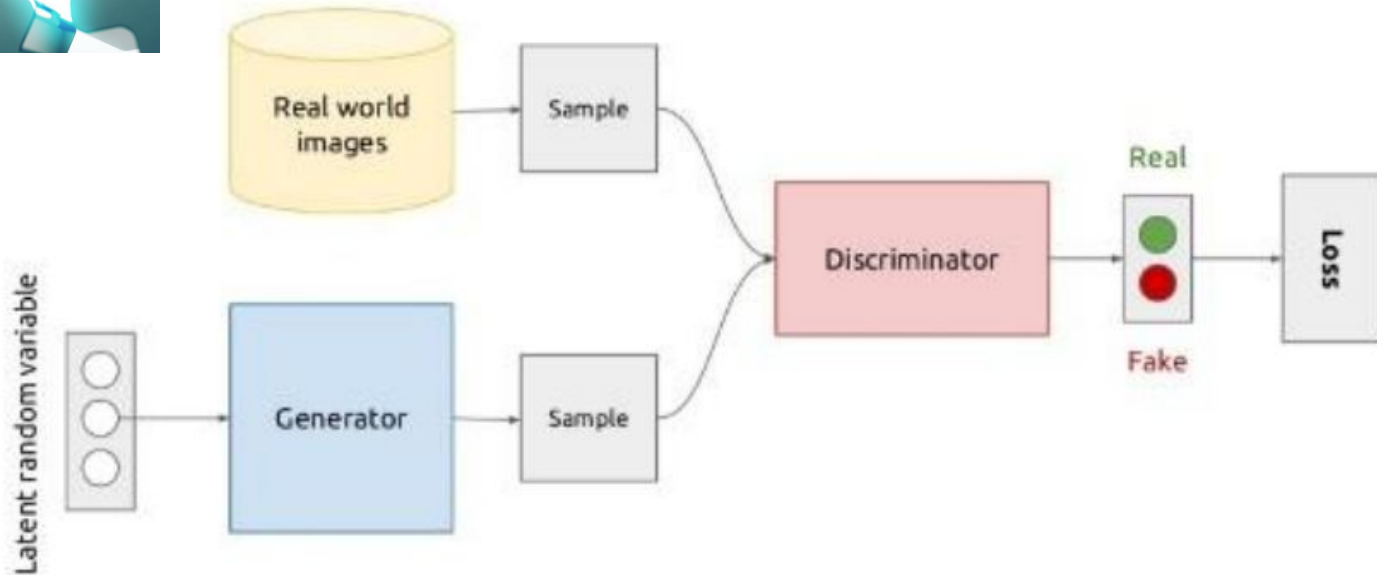 Real world
images
Sample
Real
Discriminator
Loss
Fake
Latent random variable
Generator
Sample